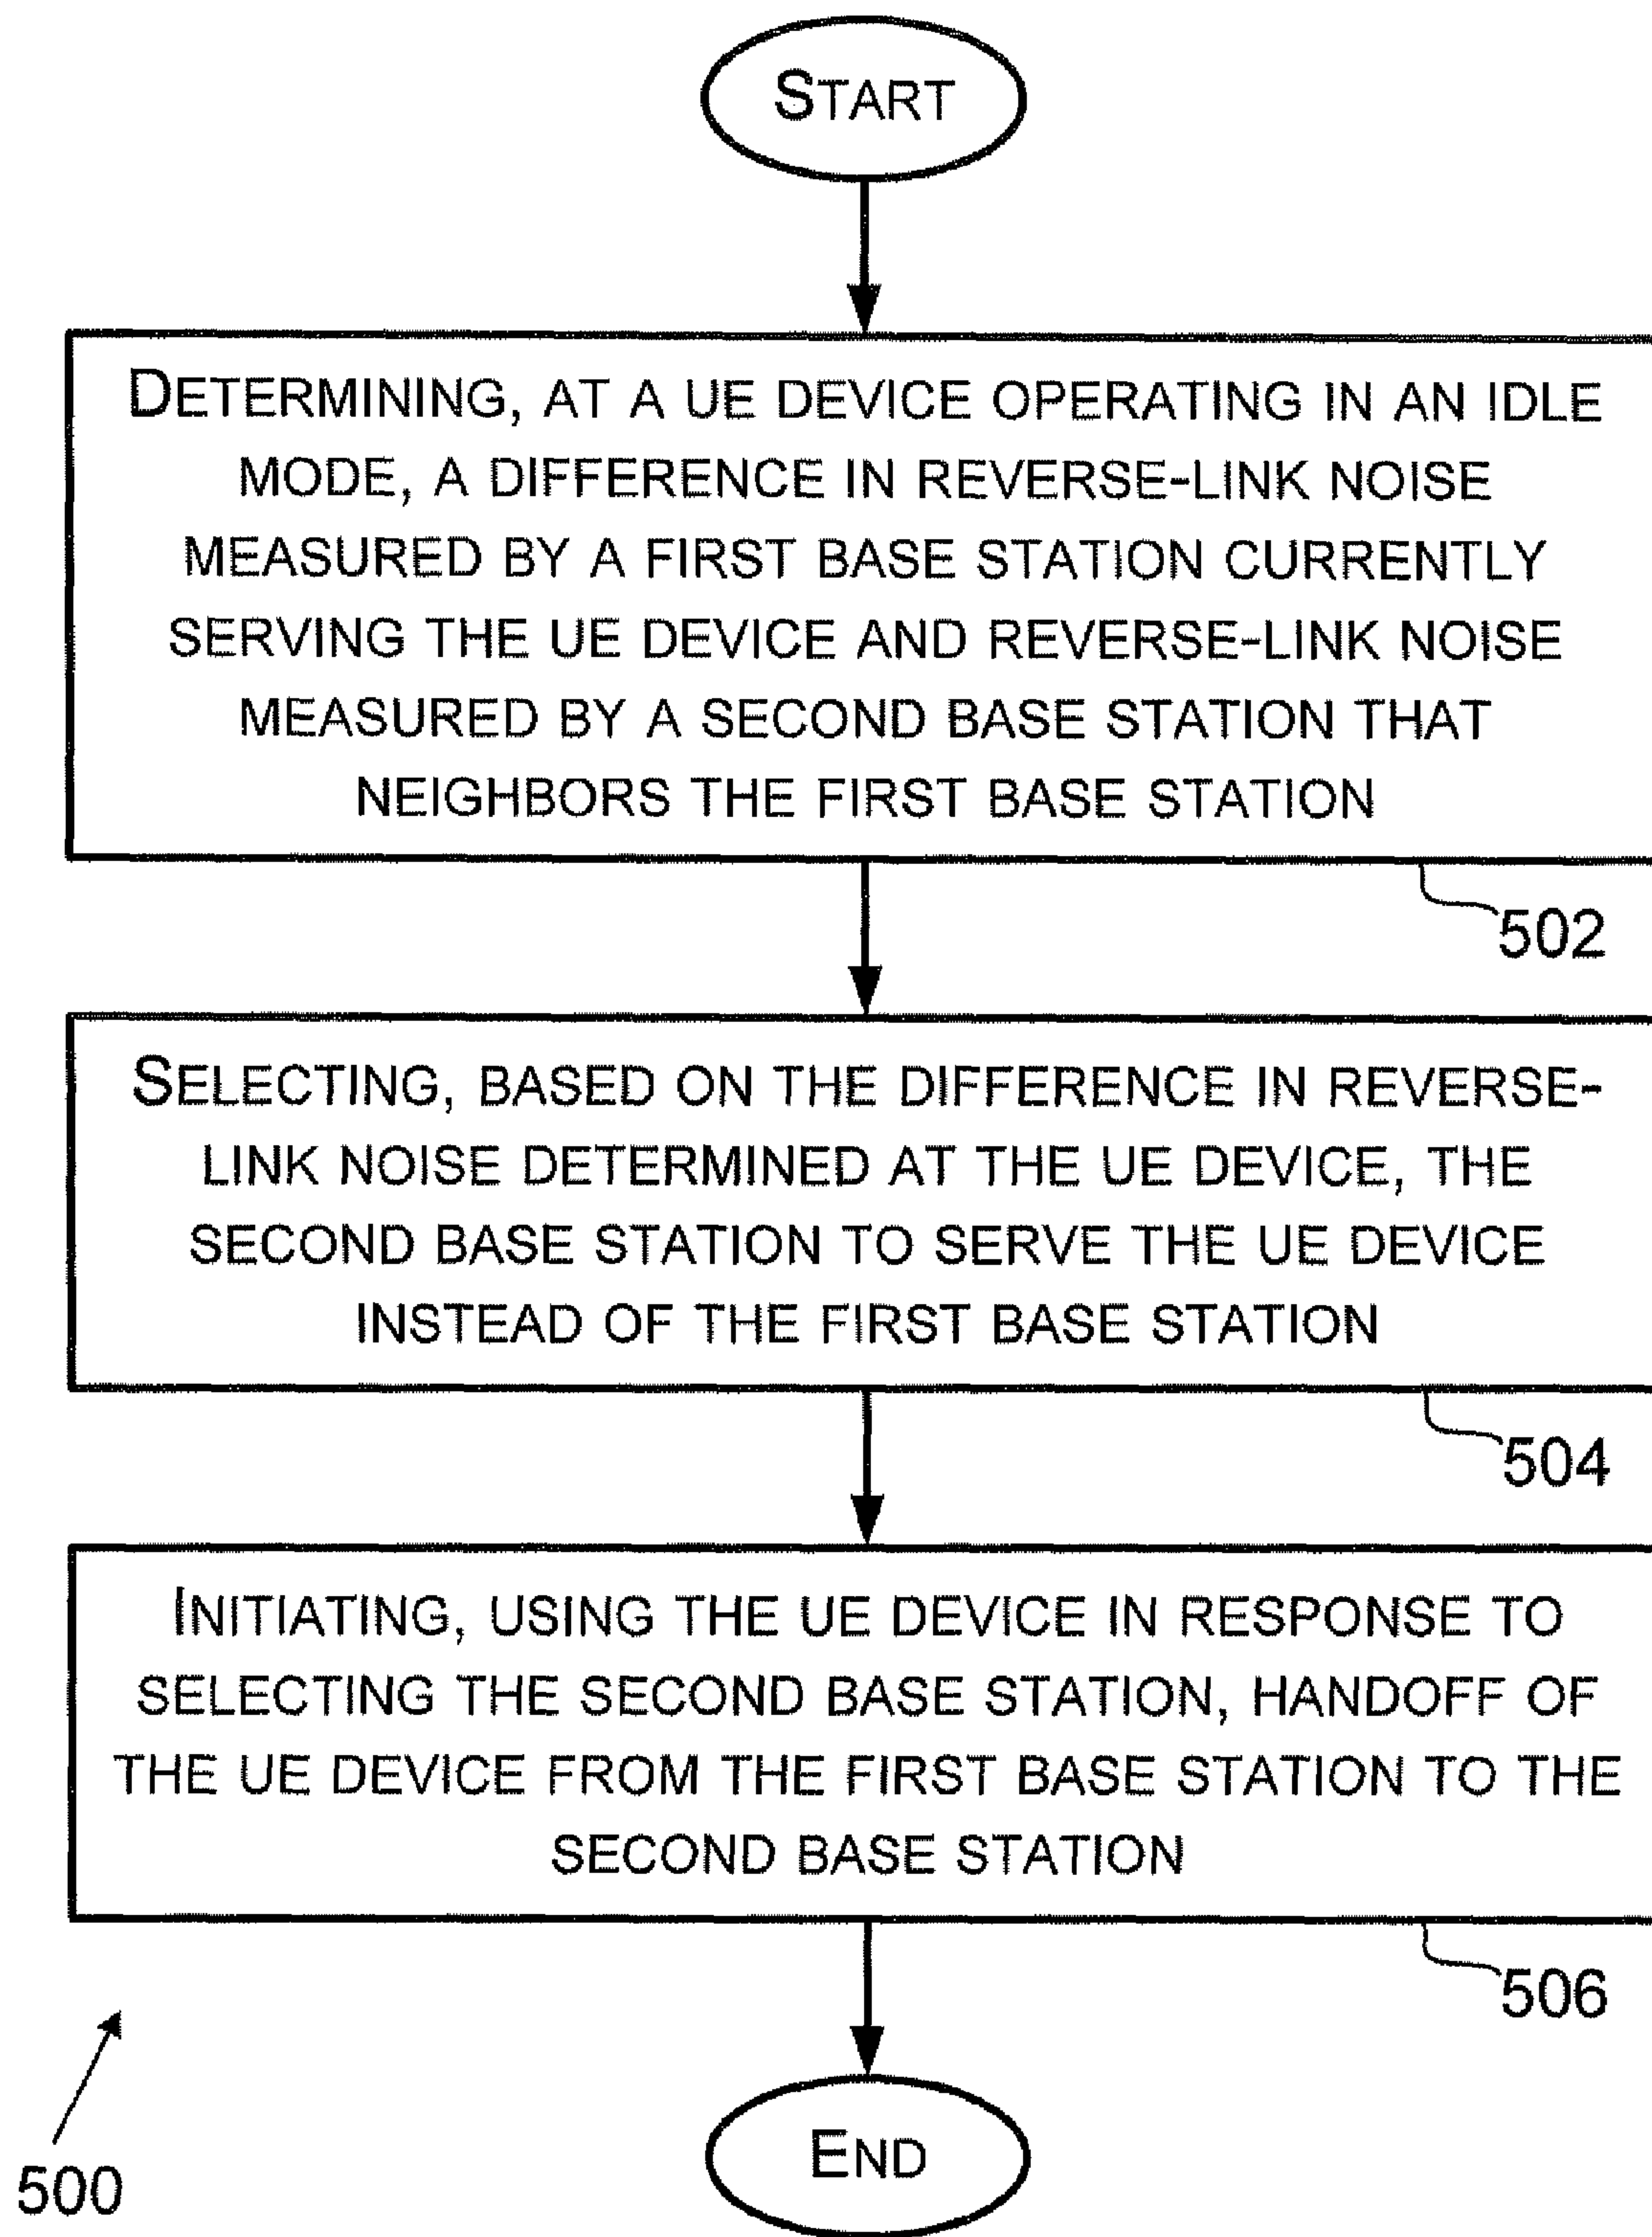 START
DETERMINING, AT A UE DEVICE OPERATING IN AN IDLE
MODE, A DIFFERENCE IN REVERSE-LINK NOISE
MEASURED BY A FIRST BASE STATION CURRENTLY
SERVING THE UE DEVICE AND REVERSE-LINK NOISE
MEASURED BY A SECOND BASE STATION THAT
NEIGHBORS THE FIRST BASE STATION
502
SELECTING, BASED ON THE DIFFERENCE IN REVERSE-
LINK NOISE DETERMINED AT THE UE DEVICE, THE
SECOND BASE STATION TO SERVE THE UE DEVICE
INSTEAD OF THE FIRST BASE STATION
504
INITIATING, USING THE UE DEVICE IN RESPONSE TO
SELECTING THE SECOND BASE STATION, HANDOFF OF
THE UE DEVICE FROM THE FIRST BASE STATION TO THE
SECOND BASE STATION
506
END
500